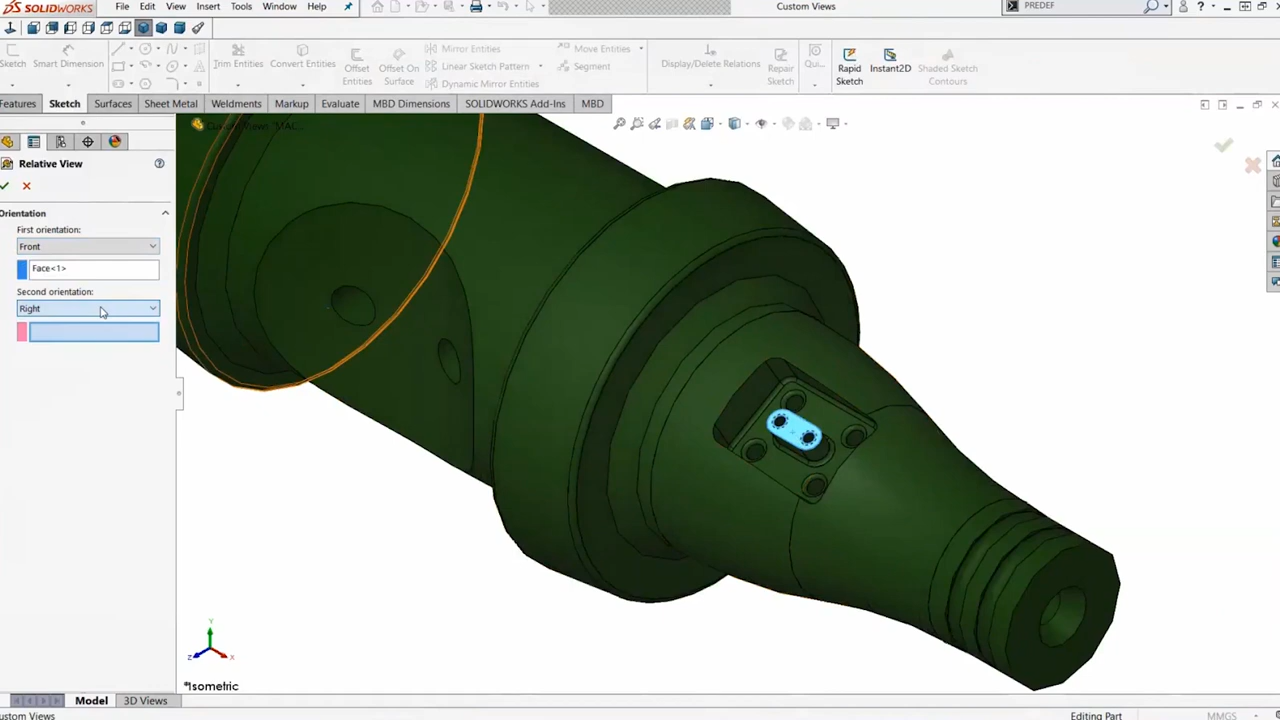 SOLIDWORKS File Edit View Insert Tools Window Help Custom Views PREDEF
Sketch Smart Dimension Trim Entities Convert Entities Offset Entities Offset On Surface Mirror Entities Linear Sketch Pattern Dynamic Mirror Entities Move Entities Segment Display/Delete Relations Repair Sketch Qui... Rapid Sketch Instant2D Shaded Sketch Contours
Features Sketch Surfaces Sheet Metal Weldments Markup Evaluate MBD Dimensions SOLIDWORKS Add-Ins MBD
Relative View
Orientation
First orientation:
Front
Face<1>
Second orientation:
Right
Y
Z X
*Isometric
Model 3D Views
Custom Views Editing Part MMGS